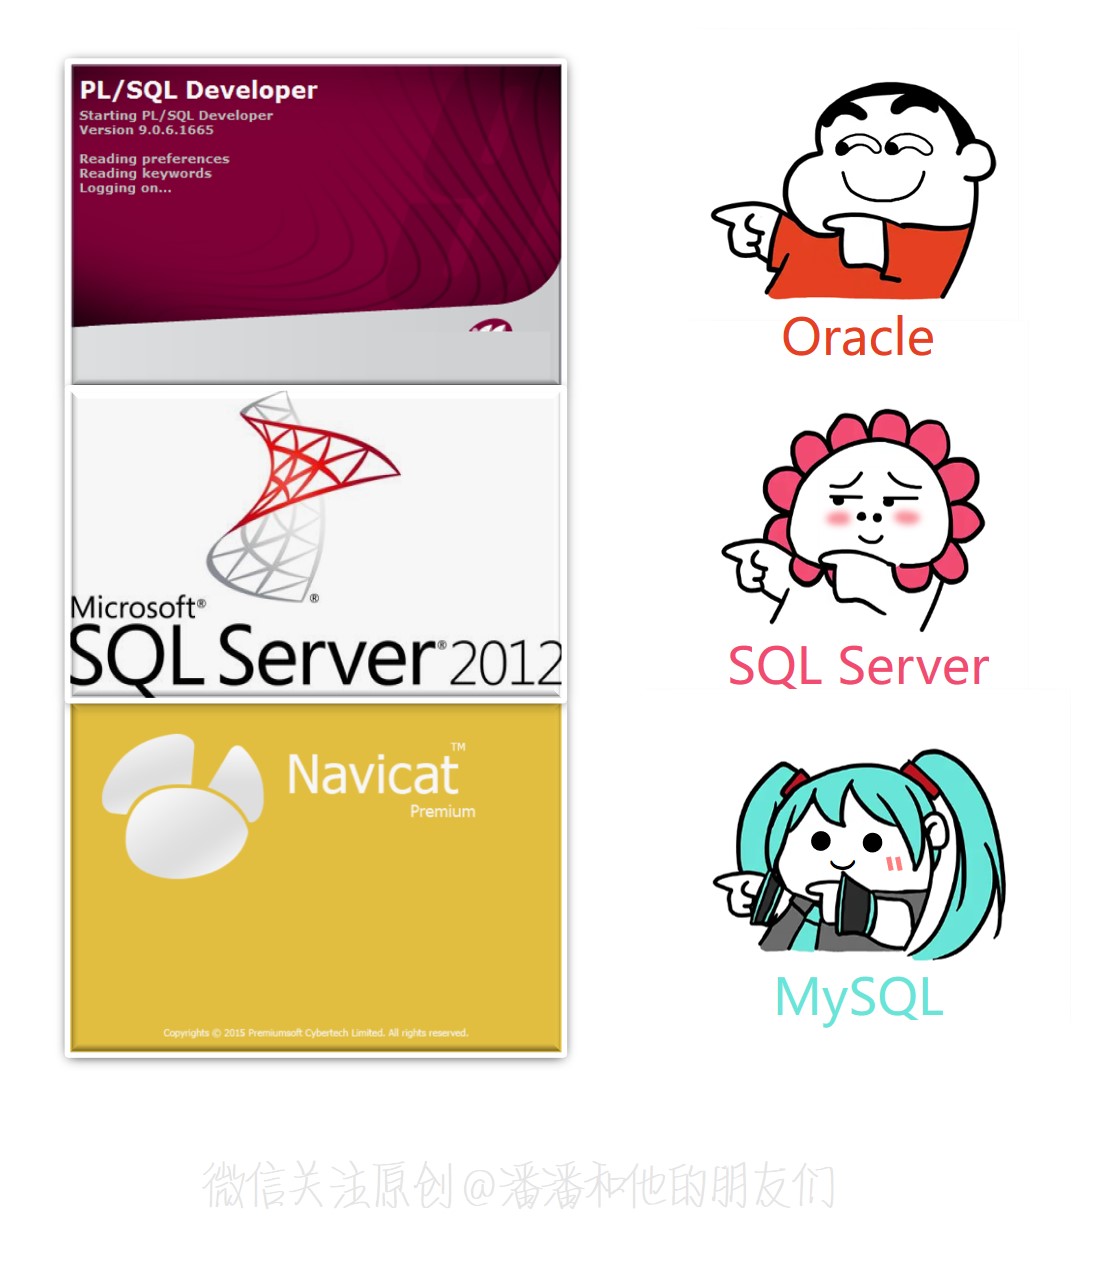 PL/SQL Developer
Starting PL/SQL Developer
Version 9.0.6.1665
Reading preferences
Reading keywords
Logging on...
Oracle
Microsoft®
®
SQL Server® 2012
SQL Server
Navicat™
Premium
Copyrights © 2015 Premiumsoft Cybertech Limited. All rights reserved.
MySQL
微信关注原创@潘潘和他的朋友们